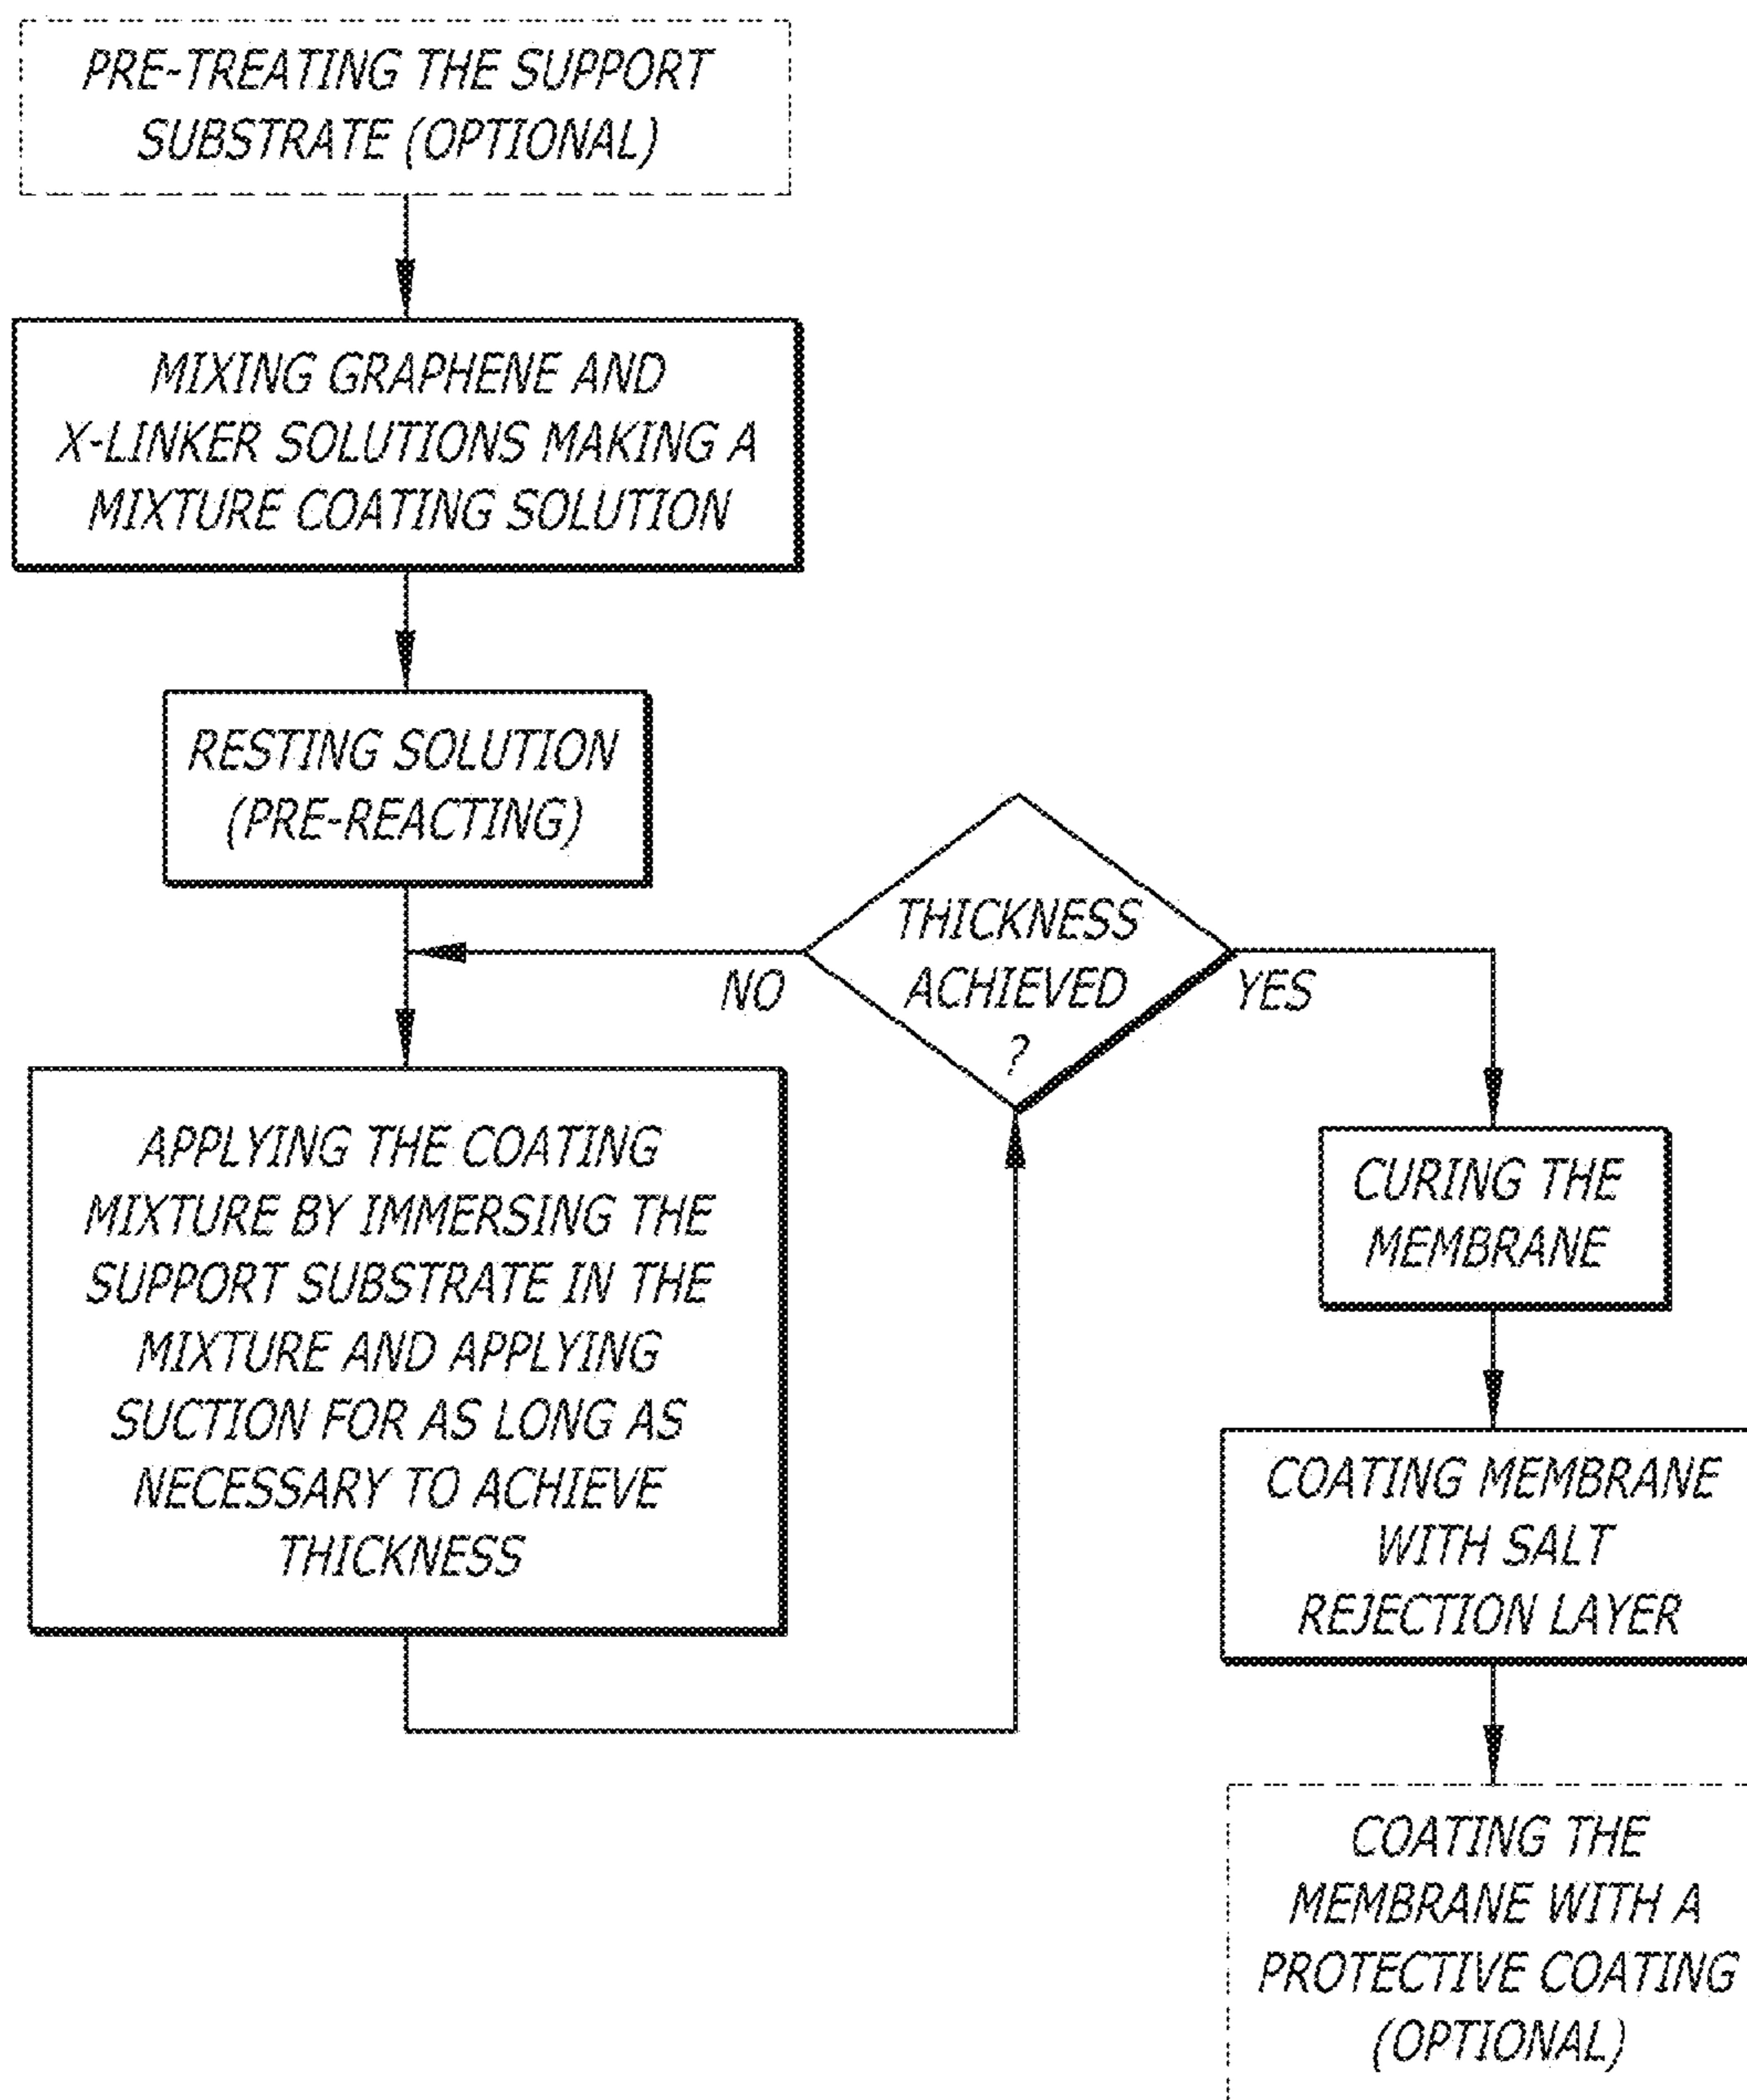 PRE-TREATING THE SUPPORT
SUBSTRATE (OPTIONAL)
MIXING GRAPHENE AND
X-LINKER SOLUTIONS MAKING A
MIXTURE COATING SOLUTION
RESTING SOLUTION
(PRE-REACTING)
THICKNESS
ACHIEVED
?
NO
YES
APPLYING THE COATING
MIXTURE BY IMMERSING THE
SUPPORT SUBSTRATE IN THE
MIXTURE AND APPLYING
SUCTION FOR AS LONG AS
NECESSARY TO ACHIEVE
THICKNESS
CURING THE
MEMBRANE
COATING MEMBRANE
WITH SALT
REJECTION LAYER
COATING THE
MEMBRANE WITH A
PROTECTIVE COATING
(OPTIONAL)